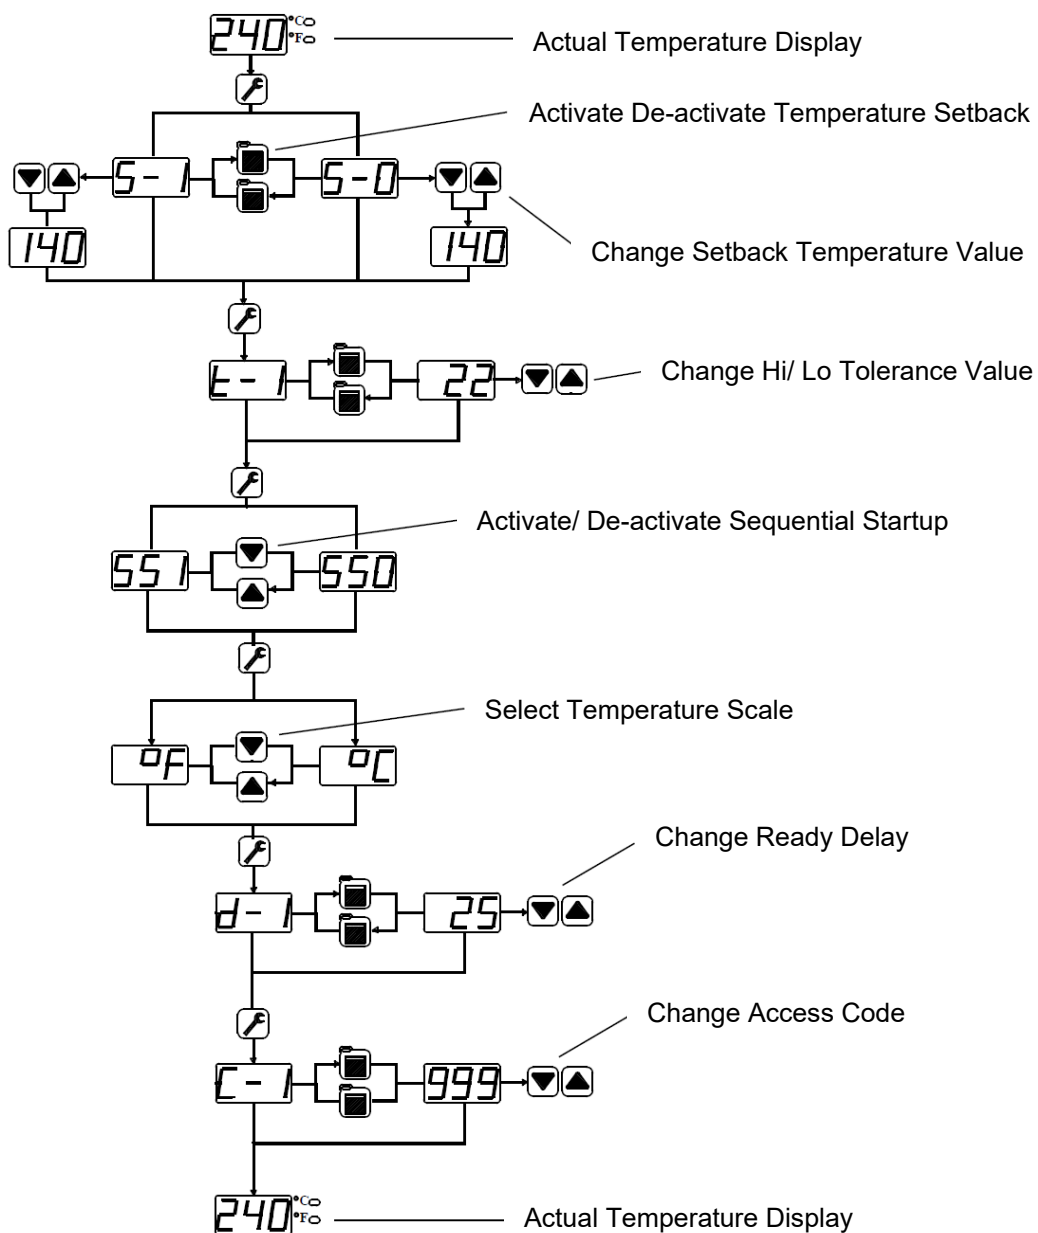 240 °C
°F
Actual Temperature Display
Activate De-activate Temperature Setback
S-1
S-0
140
140
Change Setback Temperature Value
t-1
22
Change Hi/ Lo Tolerance Value
Activate/ De-activate Sequential Startup
SS1
SS0
Select Temperature Scale
°F
°C
Change Ready Delay
d-1
25
Change Access Code
C-1
999
240 °C
°F
Actual Temperature Display